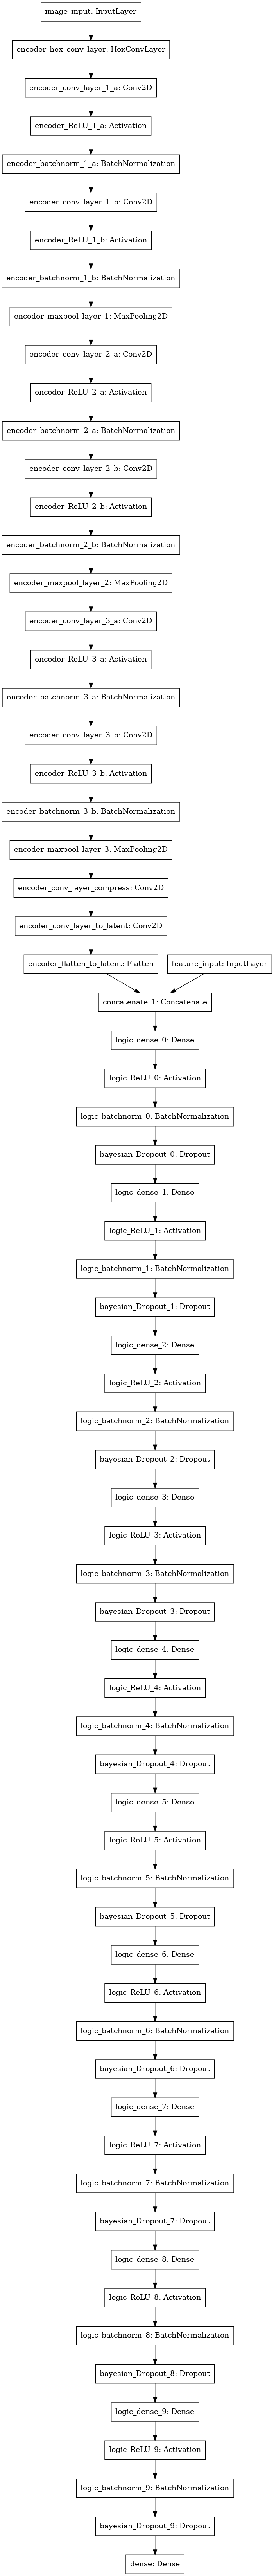 image_input: InputLayer
encoder_hex_conv_layer: HexConvLayer
encoder_conv_layer_1_a: Conv2D
encoder_ReLU_1_a: Activation
encoder_batchnorm_1_a: BatchNormalization
encoder_conv_layer_1_b: Conv2D
encoder_ReLU_1_b: Activation
encoder_batchnorm_1_b: BatchNormalization
encoder_maxpool_layer_1: MaxPooling2D
encoder_conv_layer_2_a: Conv2D
encoder_ReLU_2_a: Activation
encoder_batchnorm_2_a: BatchNormalization
encoder_conv_layer_2_b: Conv2D
encoder_ReLU_2_b: Activation
encoder_batchnorm_2_b: BatchNormalization
encoder_maxpool_layer_2: MaxPooling2D
encoder_conv_layer_3_a: Conv2D
encoder_ReLU_3_a: Activation
encoder_batchnorm_3_a: BatchNormalization
encoder_conv_layer_3_b: Conv2D
encoder_ReLU_3_b: Activation
encoder_batchnorm_3_b: BatchNormalization
encoder_maxpool_layer_3: MaxPooling2D
encoder_conv_layer_compress: Conv2D
encoder_conv_layer_to_latent: Conv2D
encoder_flatten_to_latent: Flatten
feature_input: InputLayer
concatenate_1: Concatenate
logic_dense_0: Dense
logic_ReLU_0: Activation
logic_batchnorm_0: BatchNormalization
bayesian_Dropout_0: Dropout
logic_dense_1: Dense
logic_ReLU_1: Activation
logic_batchnorm_1: BatchNormalization
bayesian_Dropout_1: Dropout
logic_dense_2: Dense
logic_ReLU_2: Activation
logic_batchnorm_2: BatchNormalization
bayesian_Dropout_2: Dropout
logic_dense_3: Dense
logic_ReLU_3: Activation
logic_batchnorm_3: BatchNormalization
bayesian_Dropout_3: Dropout
logic_dense_4: Dense
logic_ReLU_4: Activation
logic_batchnorm_4: BatchNormalization
bayesian_Dropout_4: Dropout
logic_dense_5: Dense
logic_ReLU_5: Activation
logic_batchnorm_5: BatchNormalization
bayesian_Dropout_5: Dropout
logic_dense_6: Dense
logic_ReLU_6: Activation
logic_batchnorm_6: BatchNormalization
bayesian_Dropout_6: Dropout
logic_dense_7: Dense
logic_ReLU_7: Activation
logic_batchnorm_7: BatchNormalization
bayesian_Dropout_7: Dropout
logic_dense_8: Dense
logic_ReLU_8: Activation
logic_batchnorm_8: BatchNormalization
bayesian_Dropout_8: Dropout
logic_dense_9: Dense
logic_ReLU_9: Activation
logic_batchnorm_9: BatchNormalization
bayesian_Dropout_9: Dropout
dense: Dense